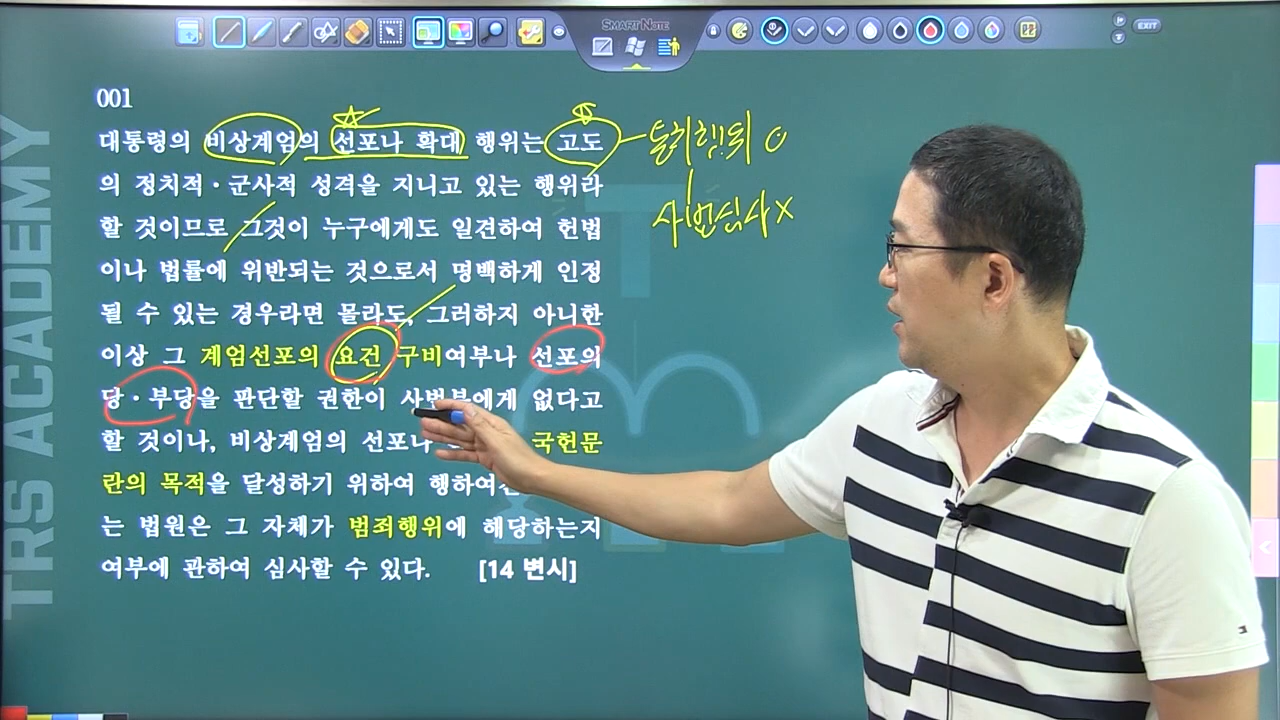 SMART NOTE
EXIT
001
대통령의 비상계엄의 선포나 확대 행위는 고도
의 정치적·군사적 성격을 지니고 있는 행위라
할 것이므로 그것이 누구에게도 일견하여 헌법
이나 법률에 위반되는 것으로서 명백하게 인정
될 수 있는 경우라면 몰라도, 그러하지 아니한
이상 그 계엄선포의 요건 구비여부나 선포의
당·부당을 판단할 권한이 사법부에게 없다고
할 것이나, 비상계엄의 선포나 국헌문
란의 목적을 달성하기 위하여 행하여진
는 법원은 그 자체가 범죄행위에 해당하는지
여부에 관하여 심사할 수 있다. [14 변시]
통치행위 O
사법심사 X
TRS ACADEMY